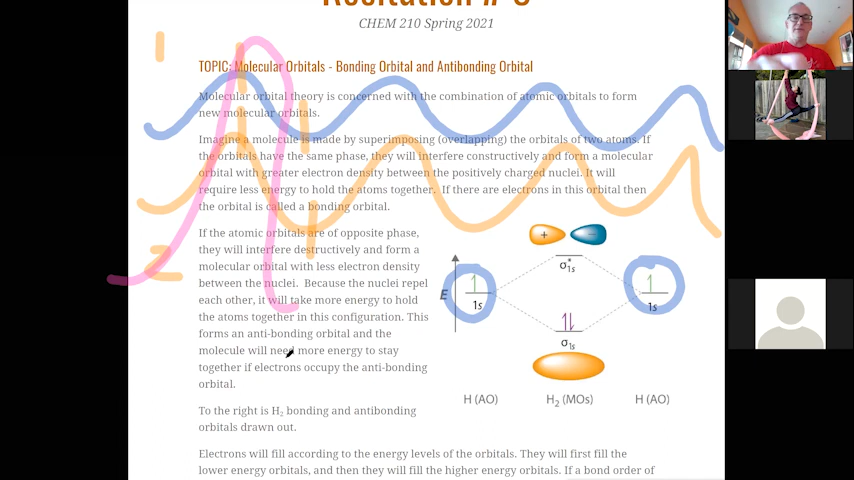 CHEM 210 Spring 2021
TOPIC: Molecular Orbitals - Bonding Orbital and Antibonding Orbital
Molecular orbital theory is concerned with the combination of atomic orbitals to form
new molecular orbitals.
Imagine a molecule is made by superimposing (overlapping) the orbitals of two atoms. If
the orbitals have the same phase, they will interfere constructively and form a molecular
orbital with greater electron density between the positively charged nuclei. It will
require less energy to hold the atoms together. If there are electrons in this orbital then
the orbital is called a bonding orbital.
If the atomic orbitals are of opposite phase,
they will interfere destructively and form a
molecular orbital with less electron density
between the nuclei. Because the nuclei repel
each other, it will take more energy to hold
the atoms together in this configuration. This
forms an anti-bonding orbital and the
molecule will need more energy to stay
together if electrons occupy the anti-bonding
orbital.
To the right is H₂ bonding and antibonding
orbitals drawn out.
+ −
σ*1s
E
1s
1s
σ1s
H (AO) H₂ (MOs) H (AO)
Electrons will fill according to the energy levels of the orbitals. They will first fill the
lower energy orbitals, and then they will fill the higher energy orbitals. If a bond order of